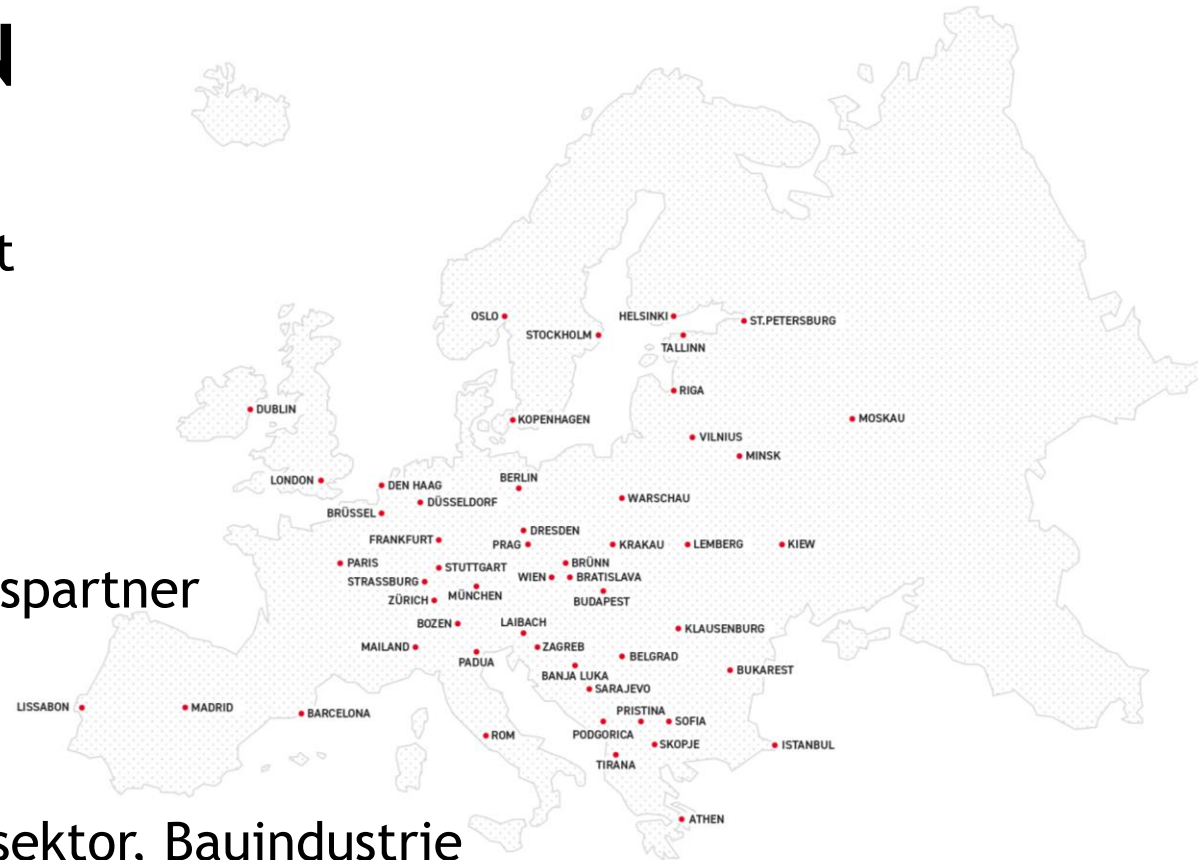 N
t
OSLO
HELSINKI
ST.PETERSBURG
STOCKHOLM
TALLINN
RIGA
DUBLIN
KOPENHAGEN
MOSKAU
VILNIUS
MINSK
LONDON
DEN HAAG
BERLIN
DÜSSELDORF
WARSCHAU
BRÜSSEL
DRESDEN
FRANKFURT
PRAG
KRAKAU
LEMBERG
KIEW
PARIS
STUTTGART
BRÜNN
STRASSBURG
WIEN
BRATISLAVA
spartner
ZÜRICH
MÜNCHEN
BUDAPEST
BOZEN
LAIBACH
KLAUSENBURG
MAILAND
ZAGREB
PADUA
BELGRAD
BANJA LUKA
BUKAREST
SARAJEVO
LISSABON
MADRID
BARCELONA
PRISTINA
SOFIA
ROM
PODGORICA
SKOPJE
ISTANBUL
TIRANA
ATHEN
sektor, Bauindustrie